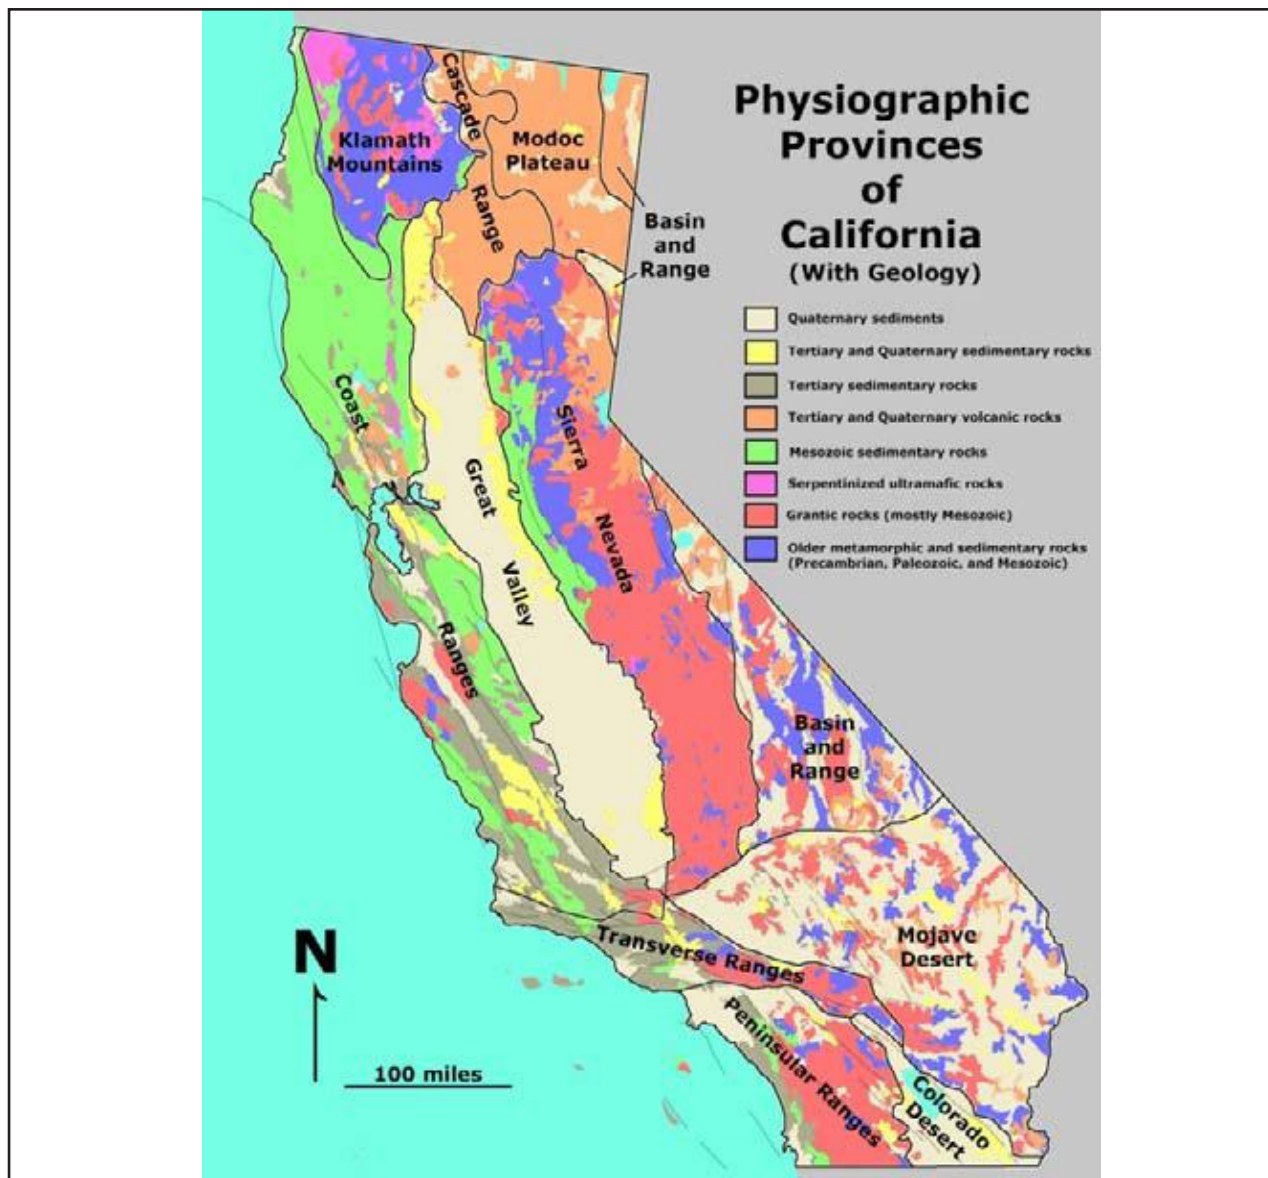 Physiographic
Provinces
of
California
(With Geology)
Quaternary sediments
Tertiary and Quaternary sedimentary rocks
Tertiary sedimentary rocks
Tertiary and Quaternary volcanic rocks
Mesozoic sedimentary rocks
Serpentinized ultramafic rocks
Grantic rocks (mostly Mesozoic)
Older metamorphic and sedimentary rocks
(Precambrian, Paleozoic, and Mesozoic)
Klamath
Mountains
Cascade
Range
Modoc
Plateau
Basin
and
Range
Coast
Ranges
Great
Valley
Sierra
Nevada
Basin
and
Range
Mojave
Desert
Transverse Ranges
Peninsular Ranges
Colorado
Desert
N
100 miles